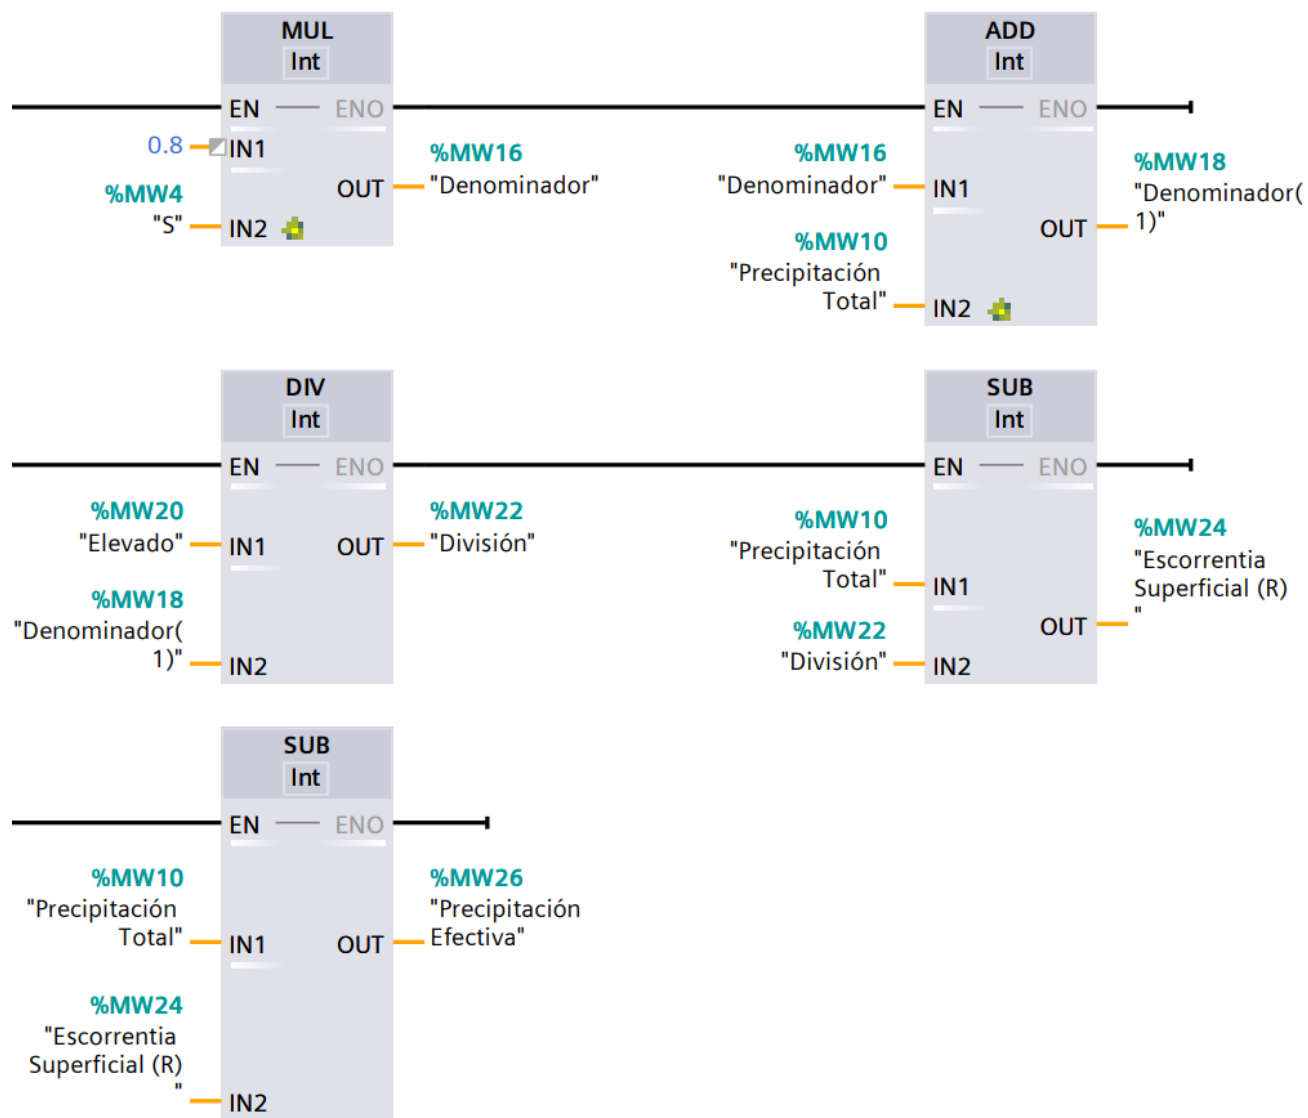 MUL
Int
EN
ENO
0.8
IN1
%MW4
"S"
IN2
OUT
%MW16
"Denominador"
ADD
Int
EN
ENO
%MW16
"Denominador"
IN1
%MW10
"Precipitación
Total"
IN2
OUT
%MW18
"Denominador(
1)"
DIV
Int
EN
ENO
%MW20
"Elevado"
IN1
%MW18
"Denominador(
1)"
IN2
OUT
%MW22
"División"
SUB
Int
EN
ENO
%MW10
"Precipitación
Total"
IN1
%MW22
"División"
IN2
OUT
%MW24
"Escorrentia
Superficial (R)
"
SUB
Int
EN
ENO
%MW10
"Precipitación
Total"
IN1
%MW24
"Escorrentia
Superficial (R)
"
IN2
OUT
%MW26
"Precipitación
Efectiva"